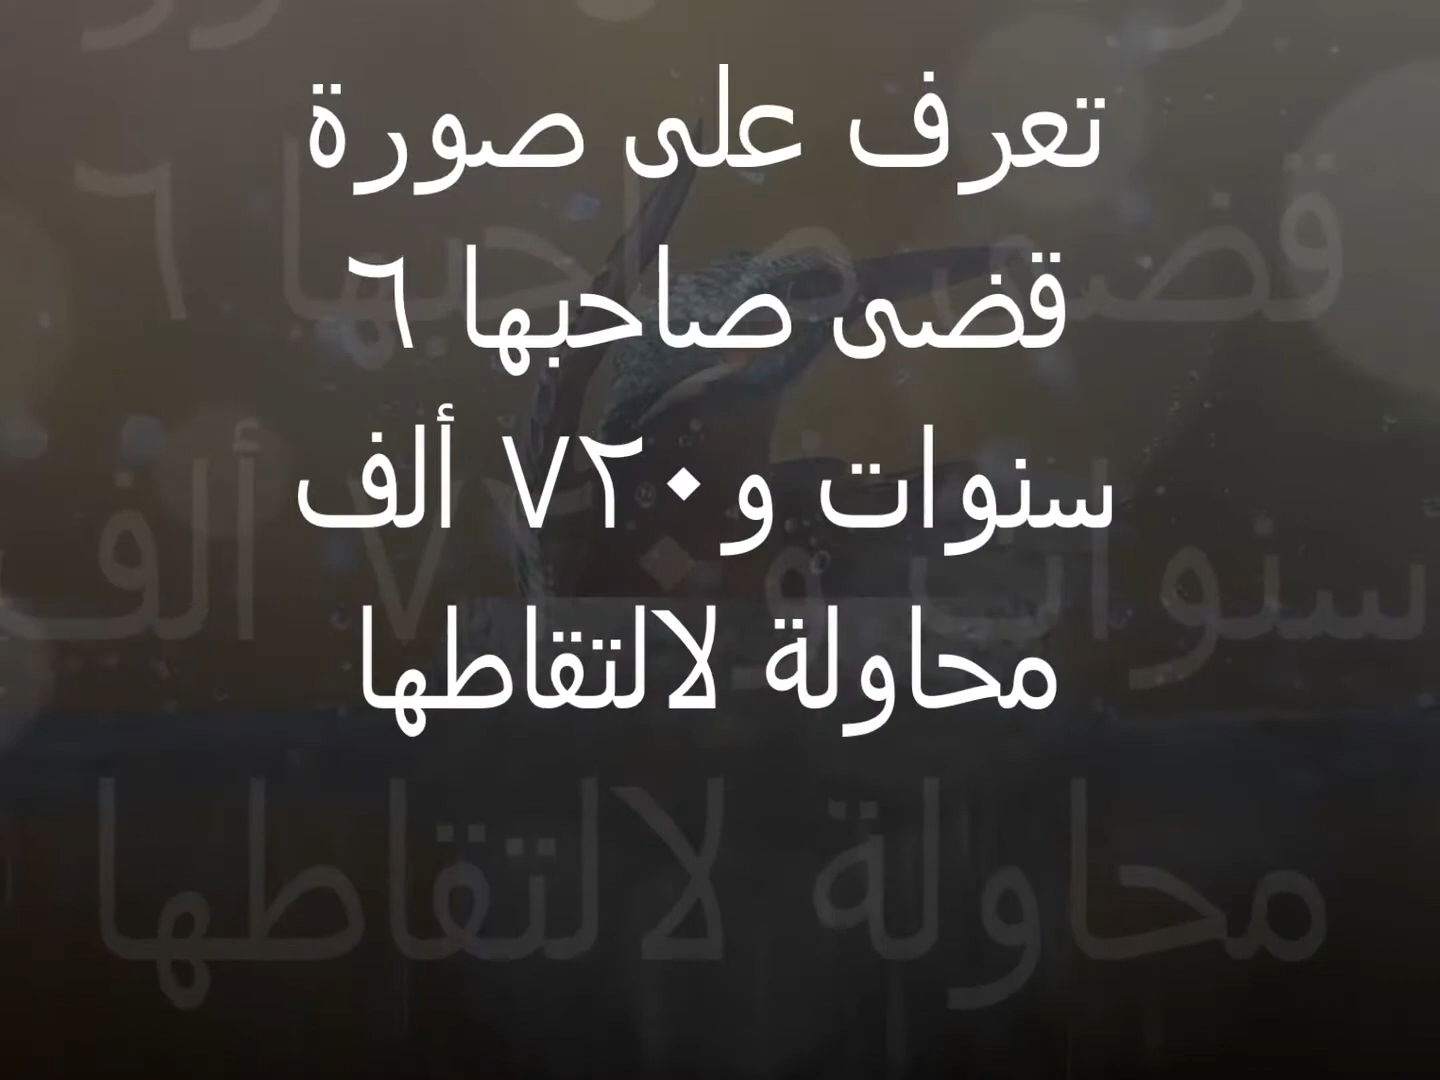 تعرف على صورة
قضى صاحبها ٦
سنوات و٧٢٠ ألف
محاولة لالتقاطها